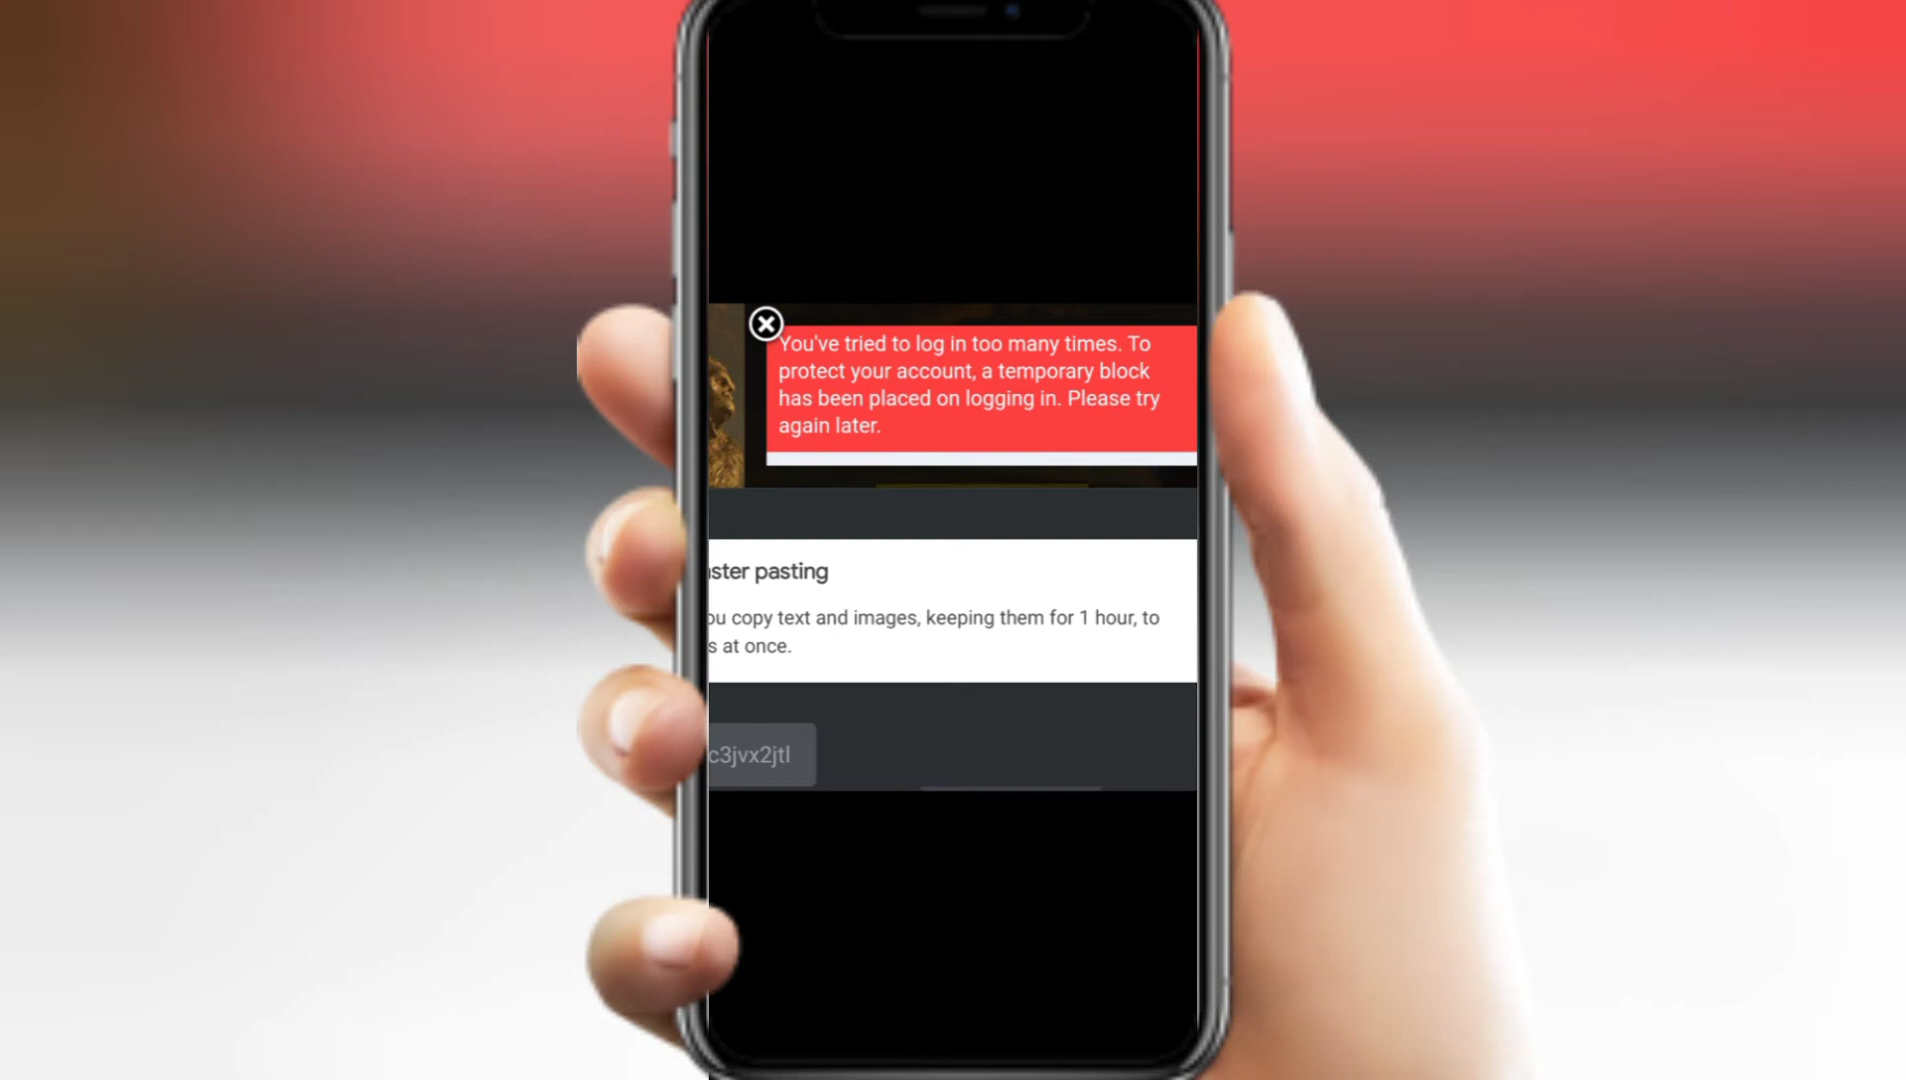 You've tried to log in too many times. To
protect your account, a temporary block
has been placed on logging in. Please try
again later.
pasting
copy text and images, keeping them for 1 hour, to
at once.
c3jvx2jtl